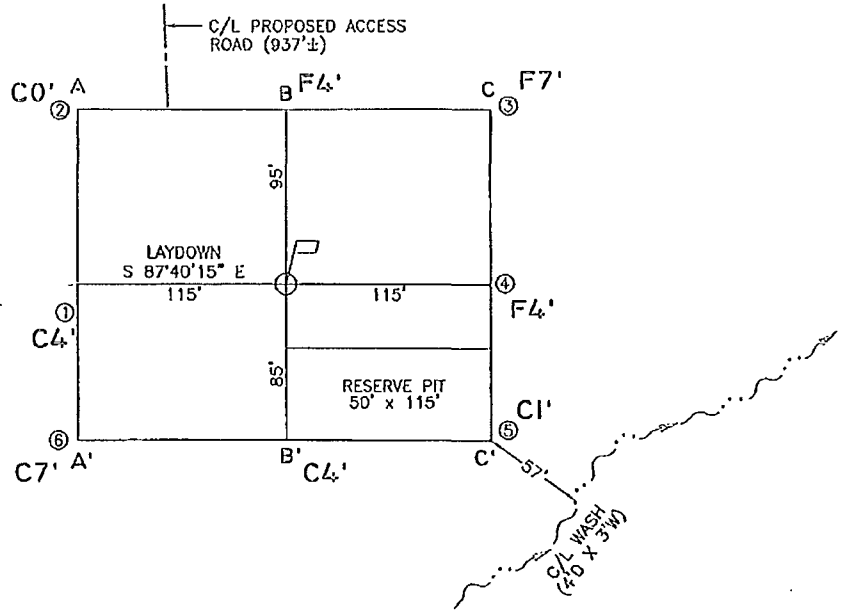 C/L PROPOSED ACCESS
ROAD (937'±)
A
B
F4'
C
F7'
C0'
②
③
95'
LAYDOWN
S 87°40'15" E
115'
115'
④
F4'
①
C4'
85'
RESERVE PIT
50' x 115'
C1'
⑤
⑥
C7'
A'
B'
C4'
C'
57'
C/L WASH
(4'D X 3'W)